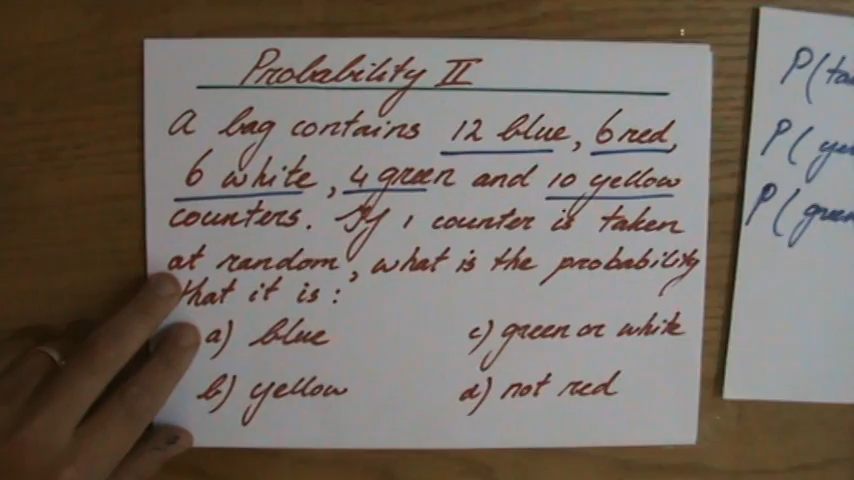 Probability II
A bag contains 12 blue, 6 red,
6 white, 4 green and 10 yellow
counters. If 1 counter is taken
at random, what is the probability
that it is:
a) blue
b) yellow
c) green or white
d) not red
P(
P(
P(green